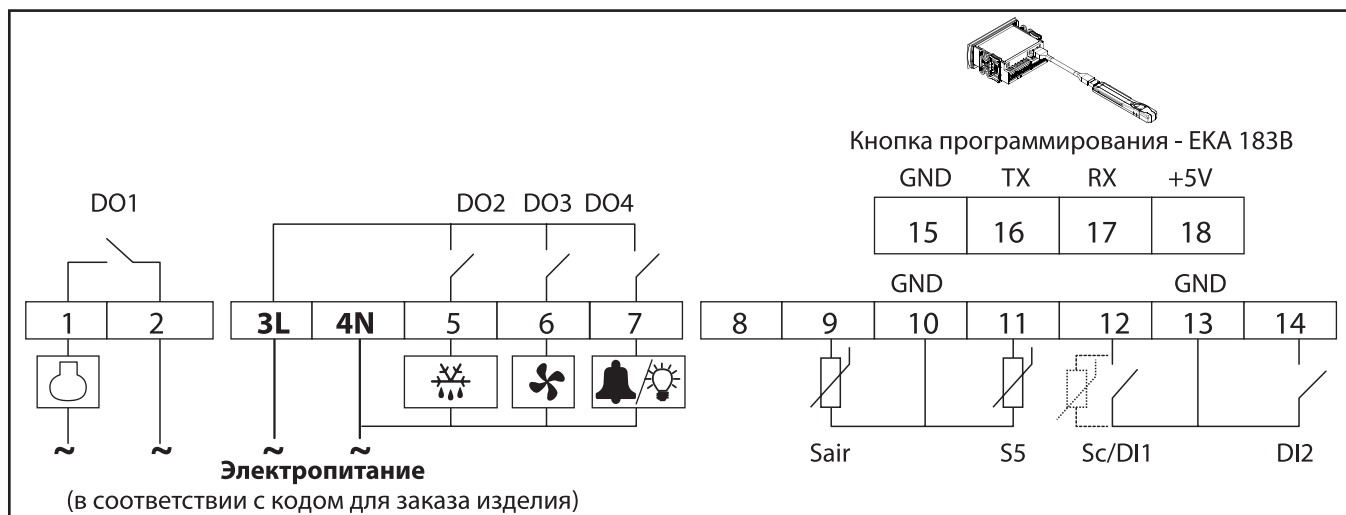 Кнопка программирования - EKA 183B
GND TX RX +5V
15 16 17 18
DO1 DO2 DO3 DO4
GND GND
1 2 3L 4N 5 6 7 8 9 10 11 12 13 14
Sair S5 Sc/DI1 DI2
~ ~ ~ ~
Электропитание
(в соответствии с кодом для заказа изделия)